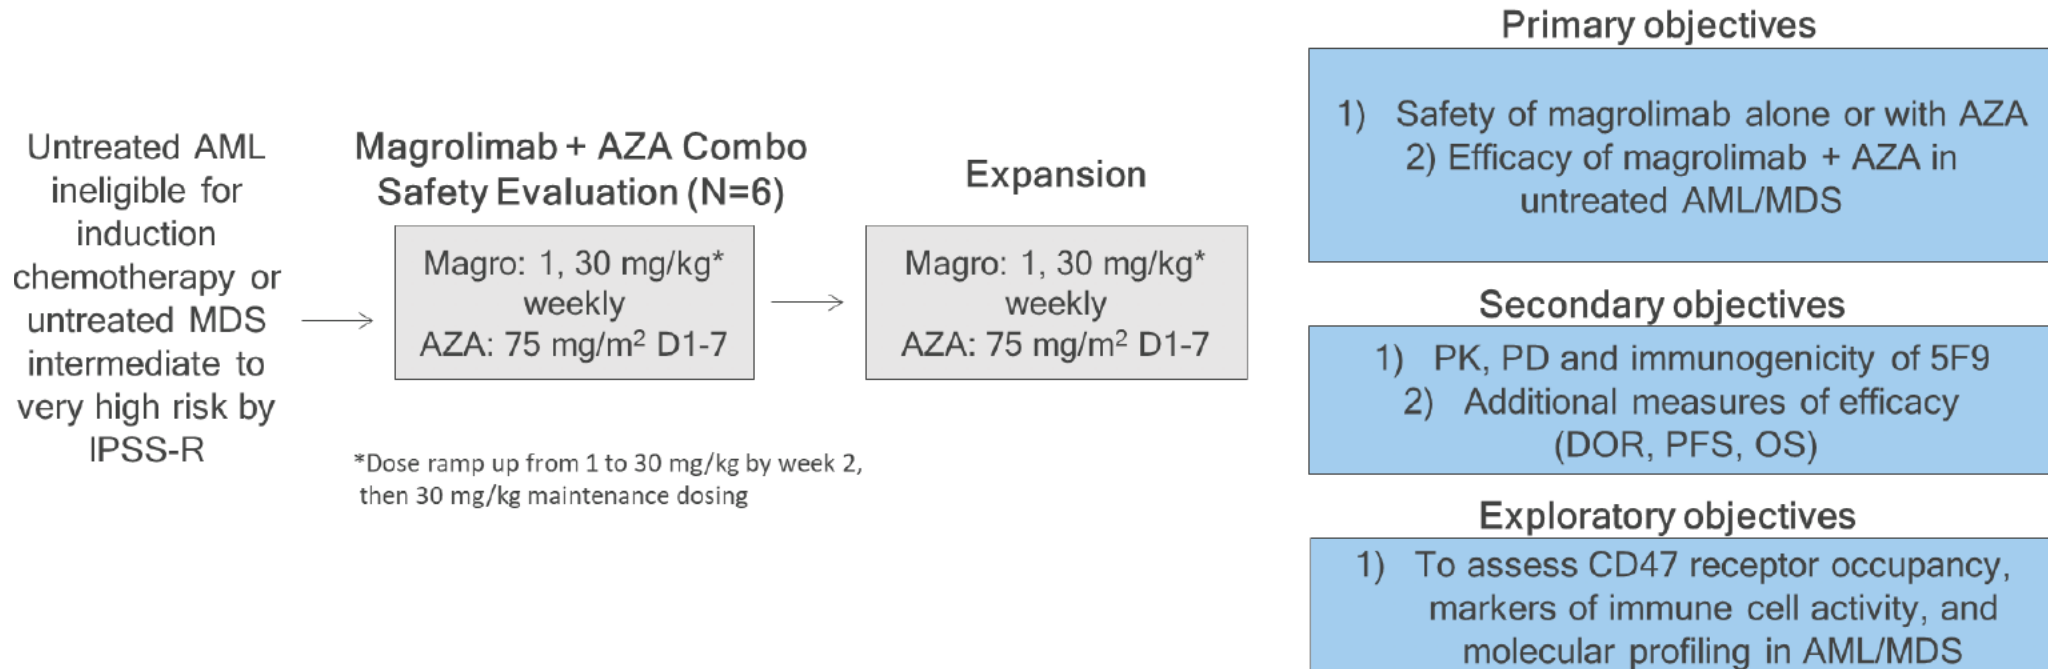 Untreated AML
ineligible for
induction
chemotherapy or
untreated MDS
intermediate to
very high risk by
IPSS-R
Magrolimab + AZA Combo
Safety Evaluation (N=6)
Magro: 1, 30 mg/kg*
weekly
AZA: 75 mg/m² D1-7
*Dose ramp up from 1 to 30 mg/kg by week 2,
then 30 mg/kg maintenance dosing
Expansion
Magro: 1, 30 mg/kg*
weekly
AZA: 75 mg/m² D1-7
Primary objectives
1) Safety of magrolimab alone or with AZA
2) Efficacy of magrolimab + AZA in
untreated AML/MDS
Secondary objectives
1) PK, PD and immunogenicity of 5F9
2) Additional measures of efficacy
(DOR, PFS, OS)
Exploratory objectives
1) To assess CD47 receptor occupancy,
markers of immune cell activity, and
molecular profiling in AML/MDS